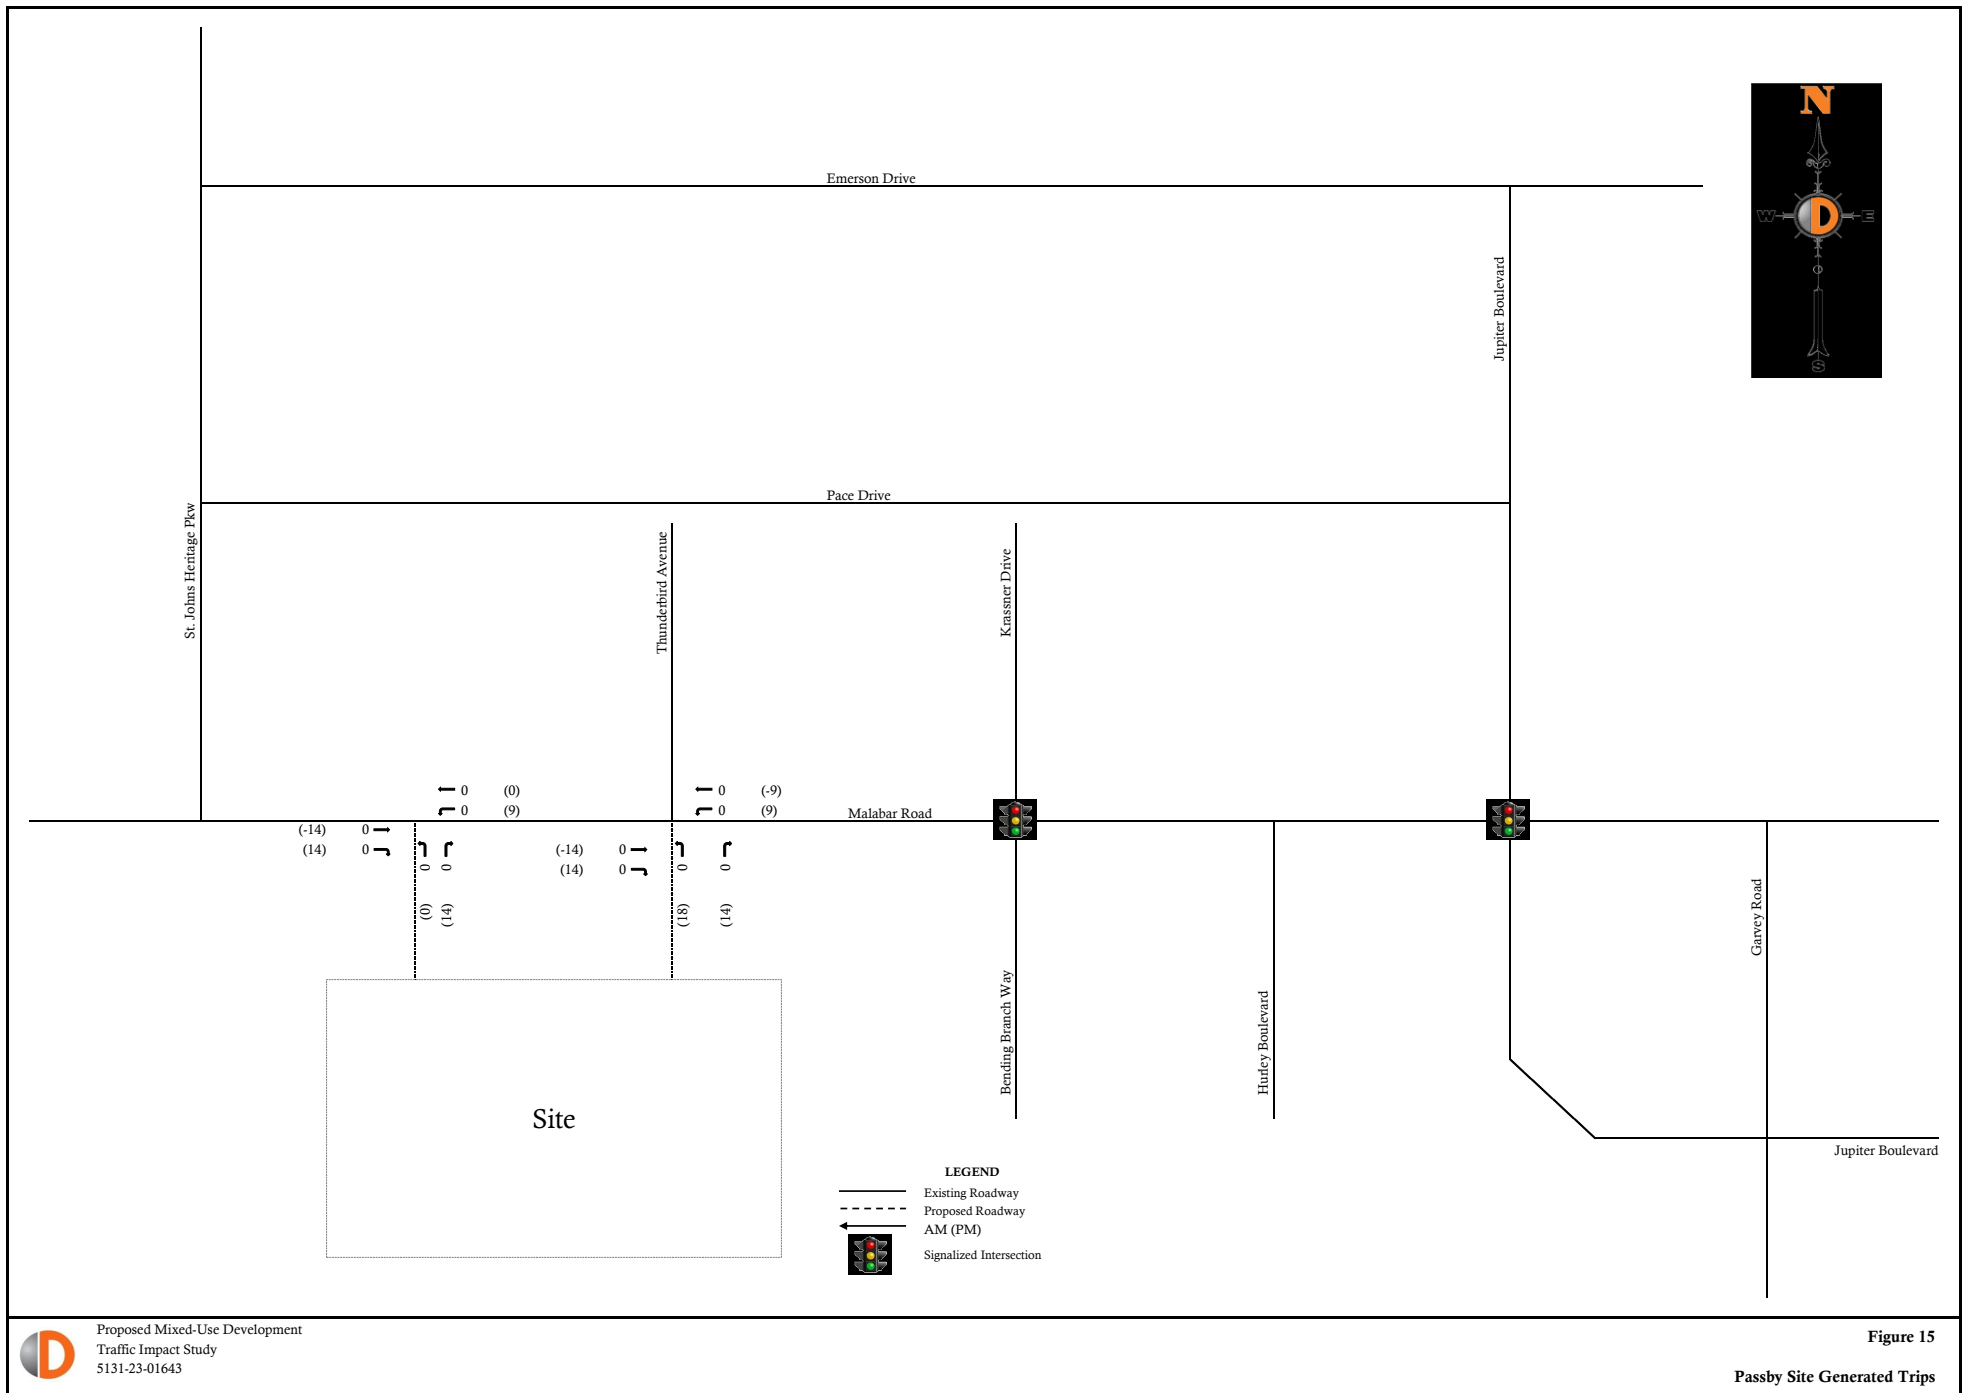 N
W
D
E
S
Emerson Drive
Jupiter Boulevard
Pace Drive
St. Johns Heritage Pkw
Thunderbird Avenue
Krassner Drive
0 (0)
0 (9)
0 (-9)
0 (9)
Malabar Road
(-14) 0
(14) 0
0 0
(0) (14)
(-14) 0
(14) 0
0 0
(18) (14)
Garvey Road
Bending Branch Way
Hurley Boulevard
Site
Jupiter Boulevard
LEGEND
Existing Roadway
Proposed Roadway
AM (PM)
Signalized Intersection
D
Proposed Mixed-Use Development
Traffic Impact Study
5131-23-01643
Figure 15
Passby Site Generated Trips